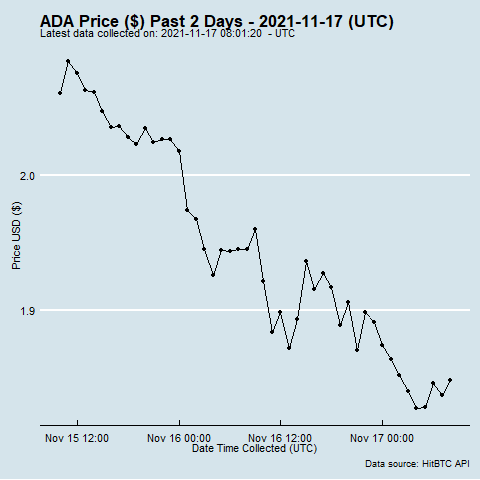 ADA Price ($) Past 2 Days - 2021-11-17 (UTC)
Latest data collected on: 2021-11-17 08:01:20 - UTC
Price USD ($)
2.0
1.9
Nov 15 12:00
Nov 16 00:00
Nov 16 12:00
Nov 17 00:00
Date Time Collected (UTC)
Data source: HitBTC API